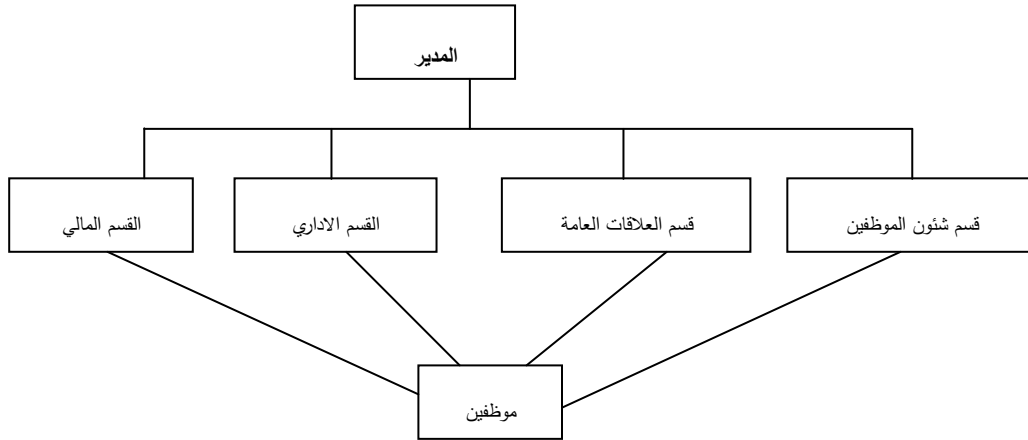 المدير
قسم شئون الموظفين
قسم العلاقات العامة
القسم الاداري
القسم المالي
موظفين